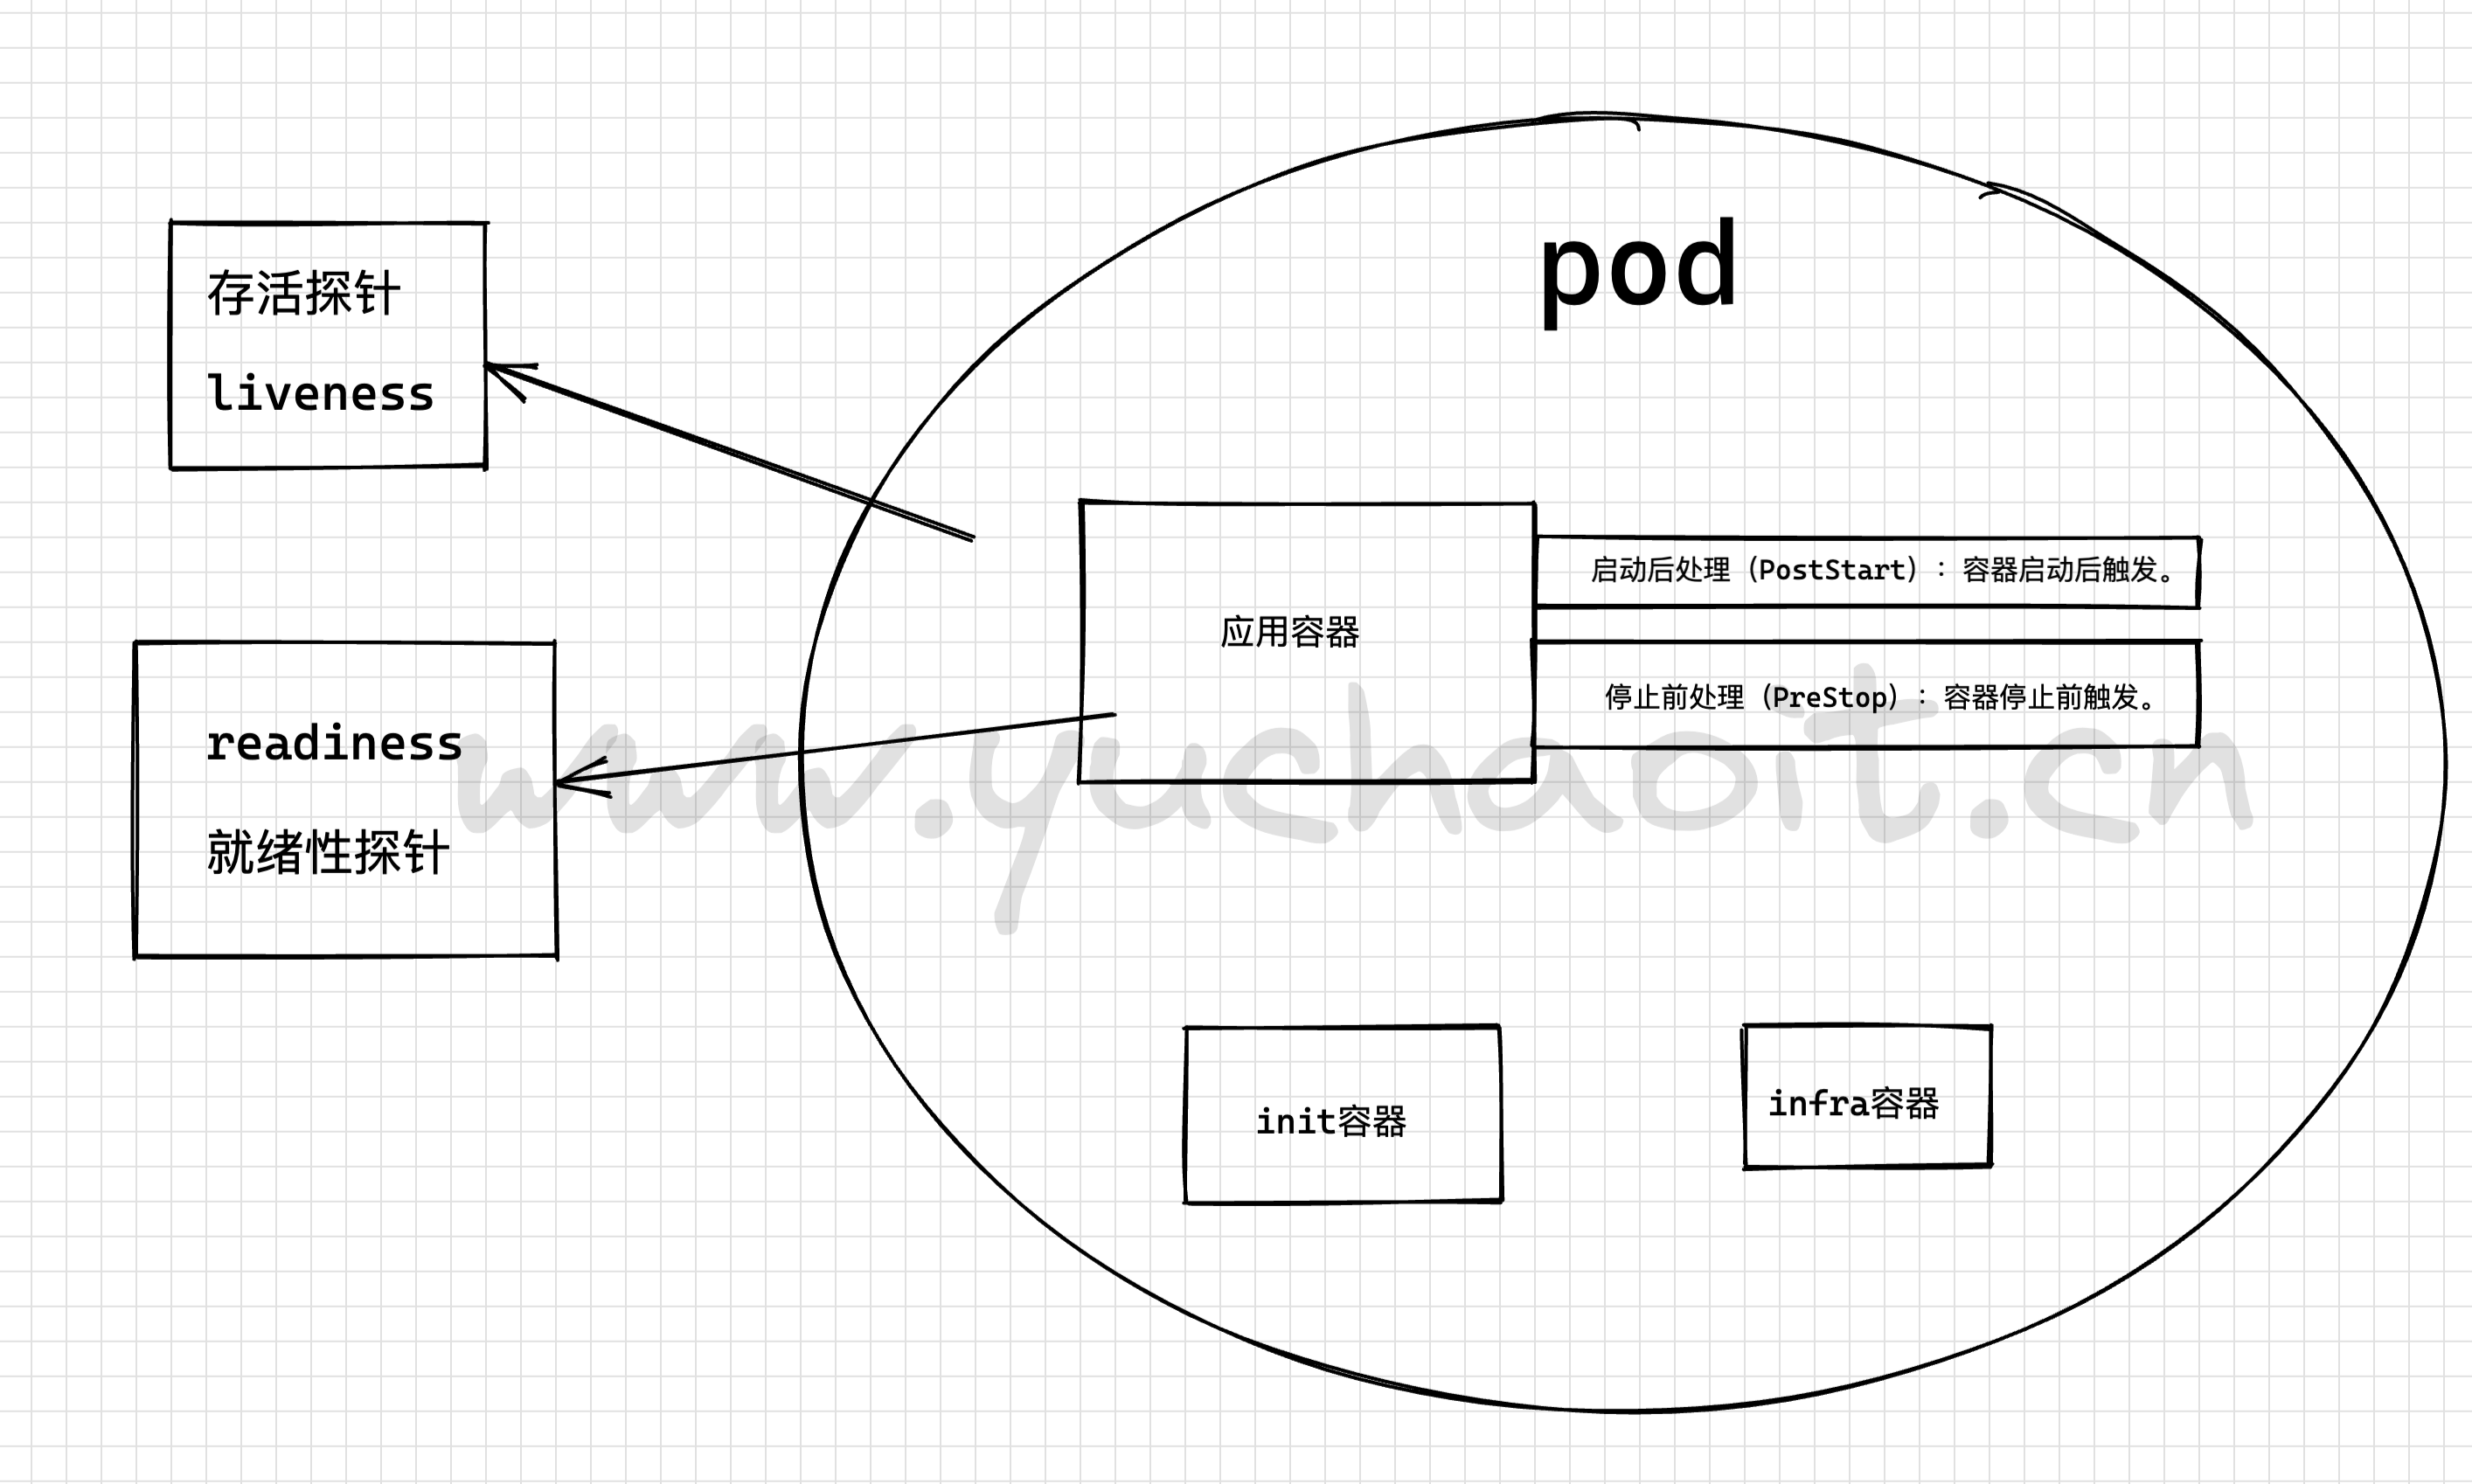 pod
存活探针
liveness
启动后处理（PostStart）：容器启动后触发。
应用容器
停止前处理（PreStop）：容器停止前触发。
readiness
就绪性探针
www.yuchaoit.cn
init容器
infra容器